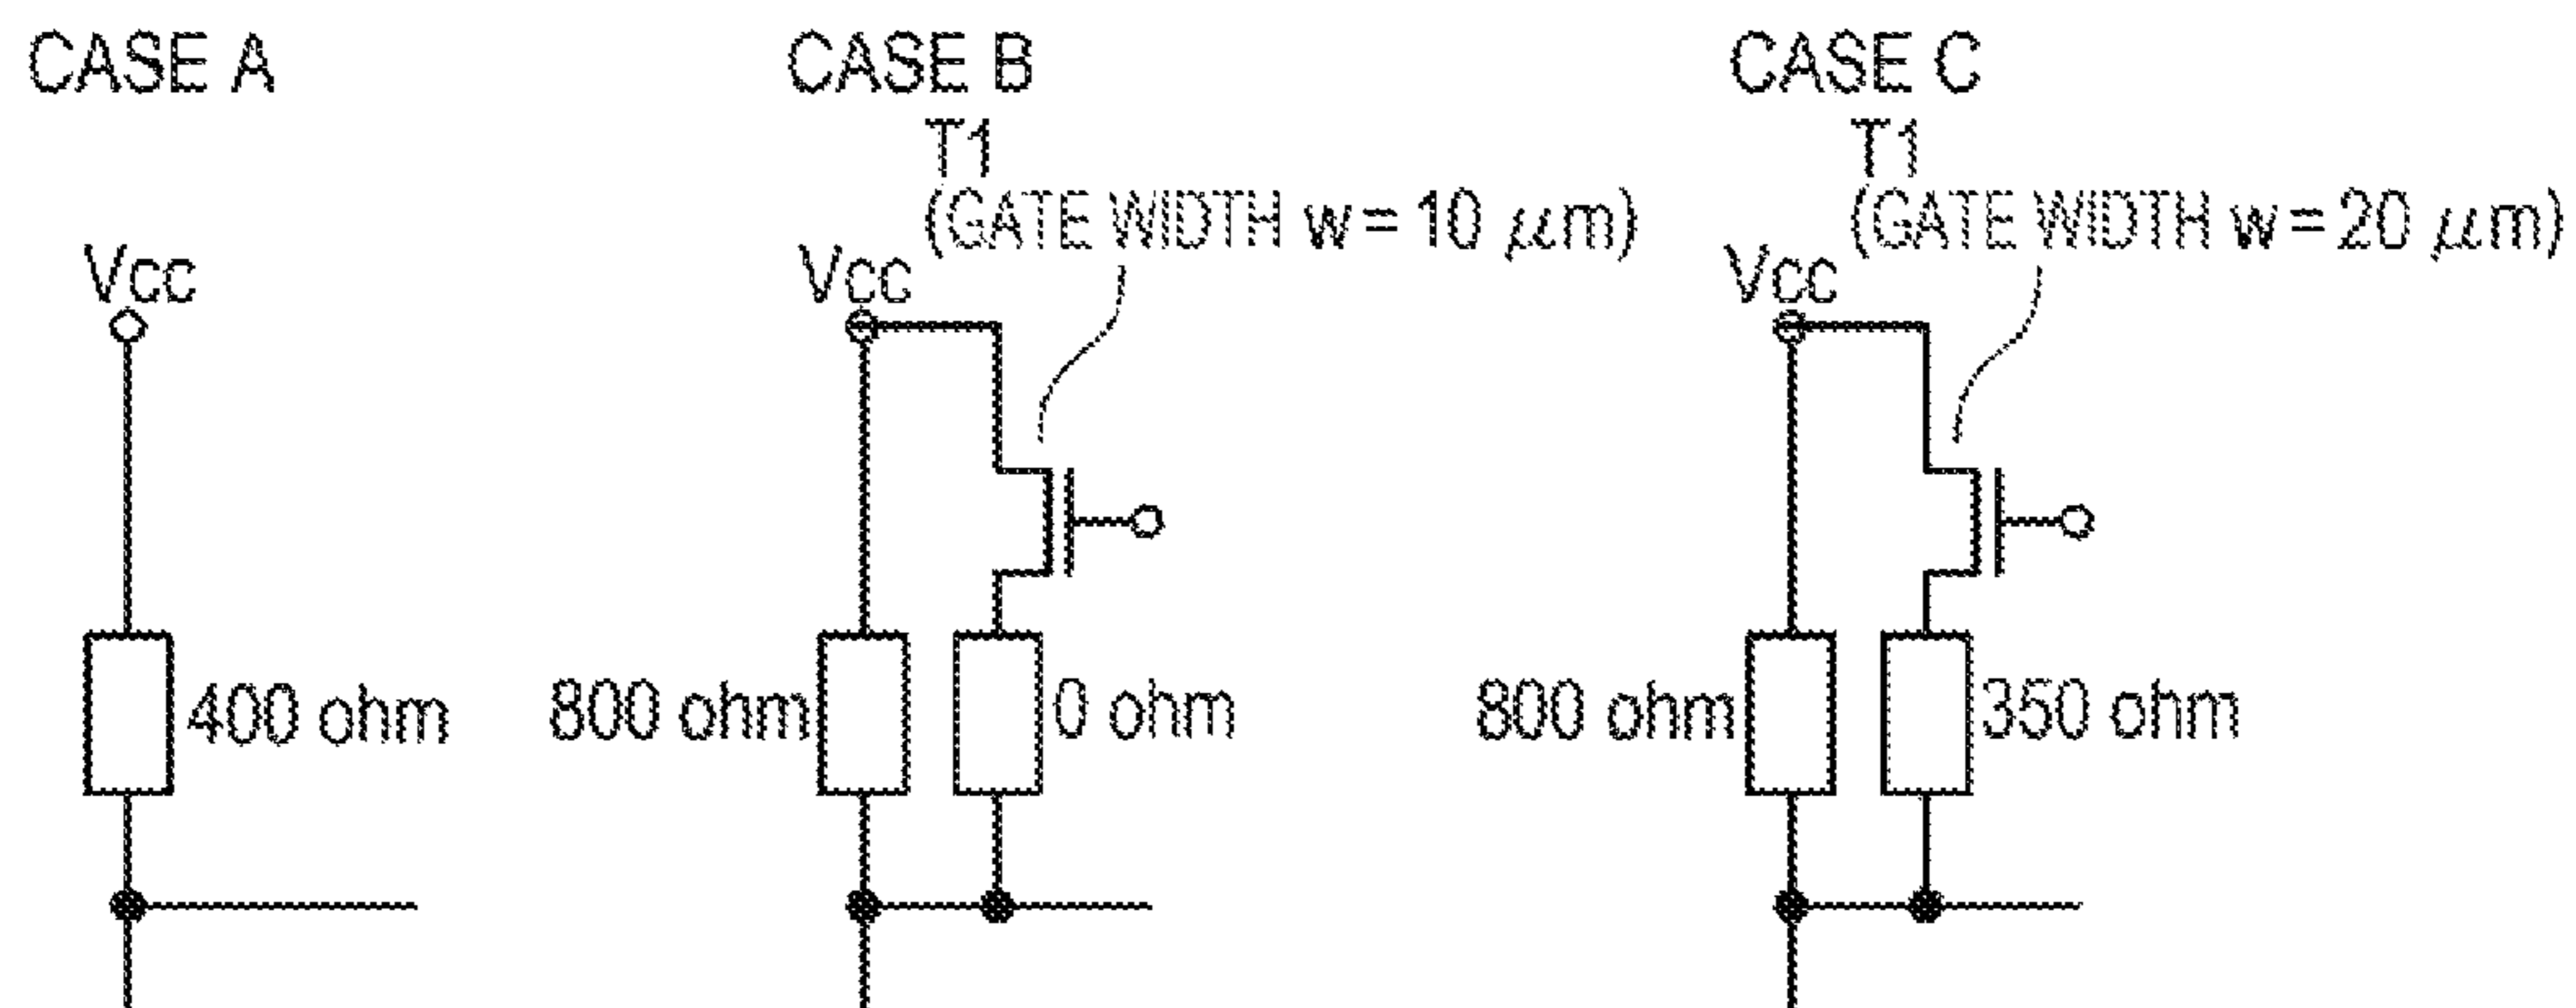 CASE A
CASE B
CASE C
T1
(GATE WIDTH w = 10 μm)
T1
(GATE WIDTH w = 20 μm)
Vcc
Vcc
Vcc
400 ohm
800 ohm
0 ohm
800 ohm
350 ohm